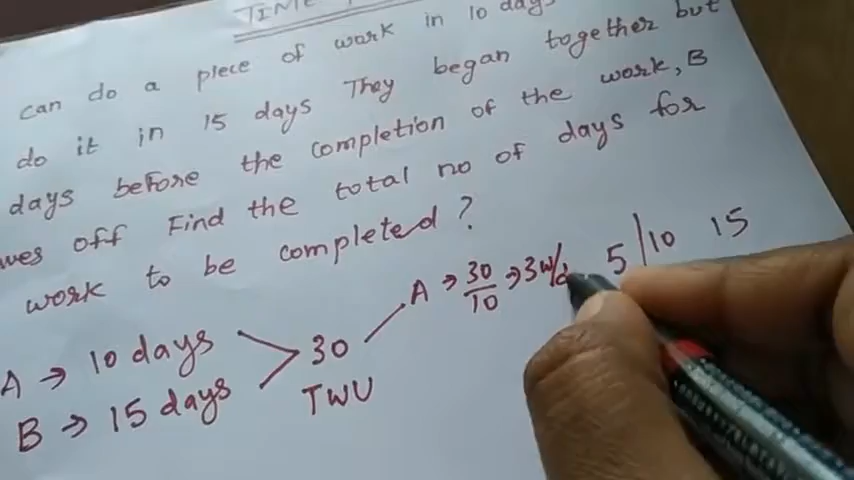 TIME
can do a piece of work in 10 days
do it in 15 days They began together but
days before the completion of the work, B
ves off Find the total no of days for
work to be completed ?
A → 10 days
B → 15 days
30
TWU
A → 30/10 → 3 w/d
5 | 10 15